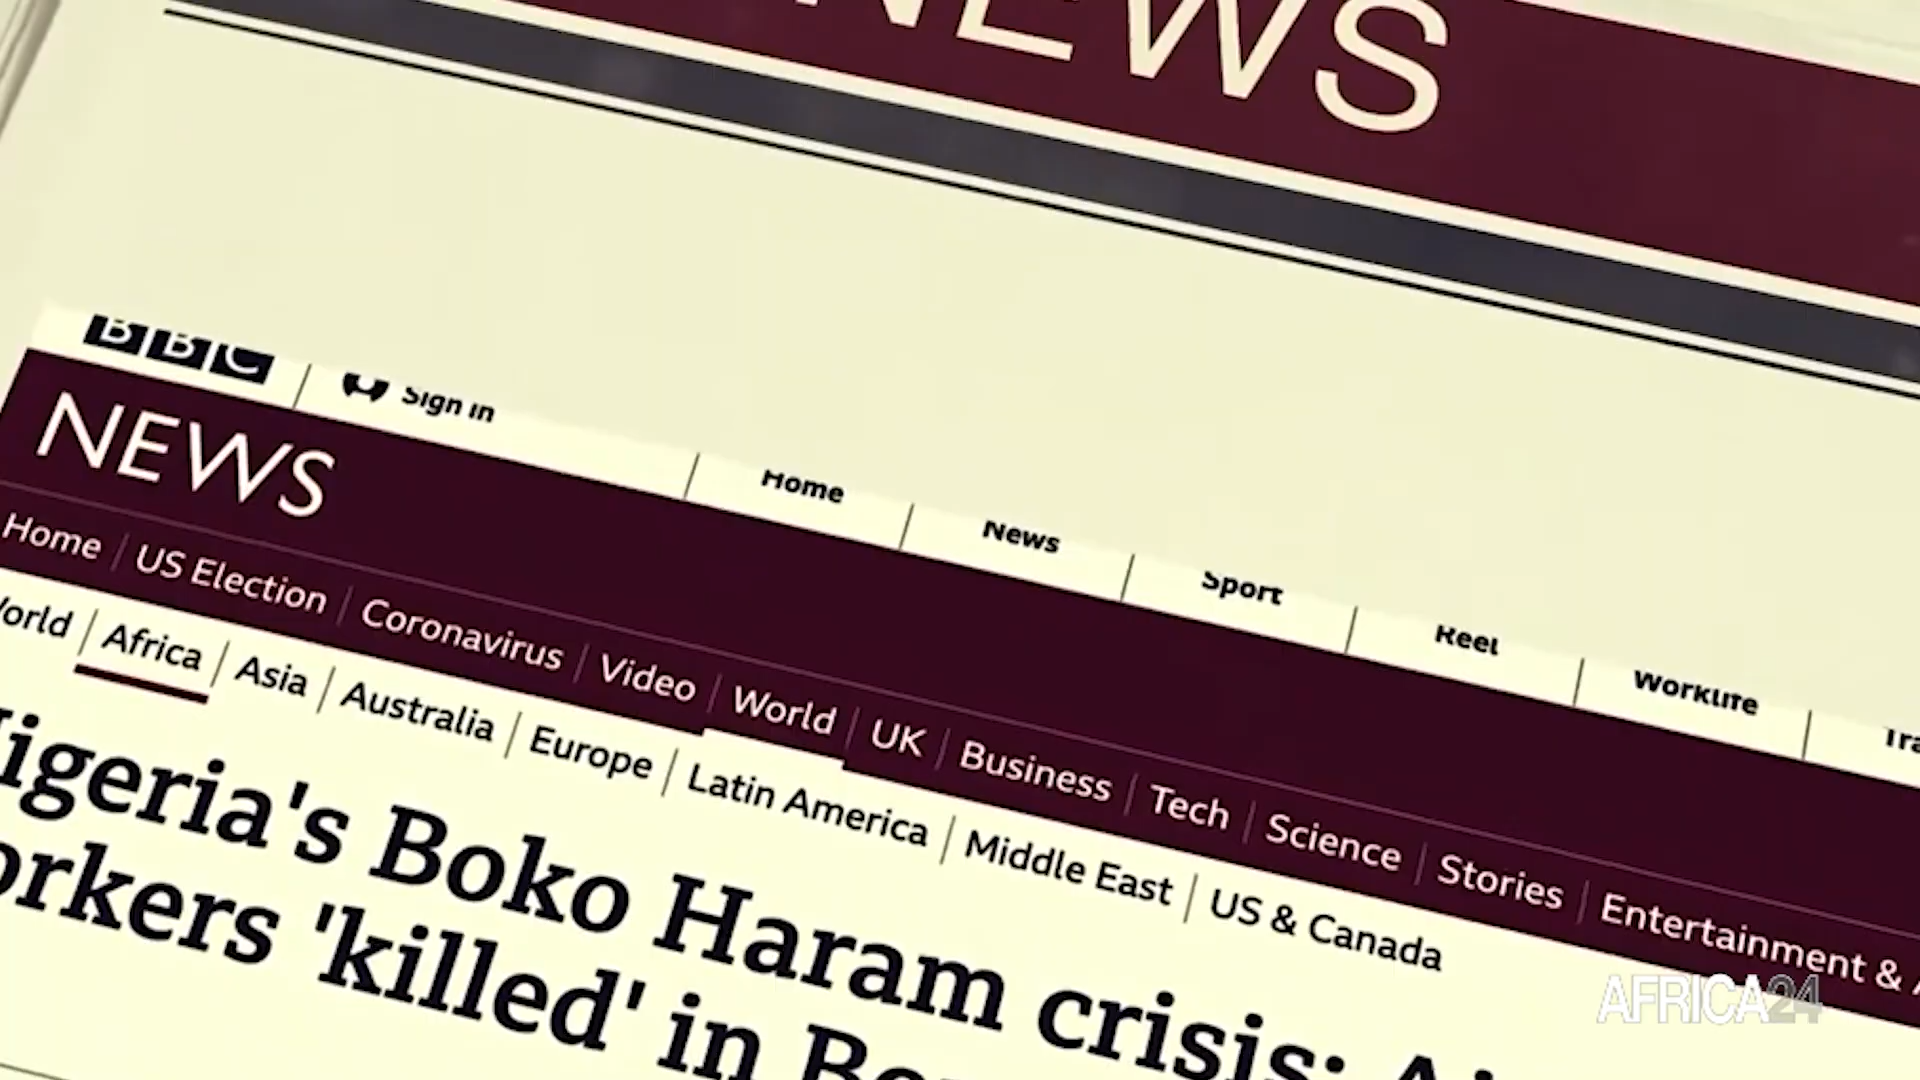 NEWS
BBC
Sign in
Home
News
Sport
Reel
Worklife
NEWS
Home
US Election
Coronavirus
Video
World
UK
Business
Tech
Science
Stories
Entertainment &
World
Africa
Asia
Australia
Europe
Latin America
Middle East
US & Canada
Nigeria's Boko Haram crisis:
'killed' in
AFRICA24